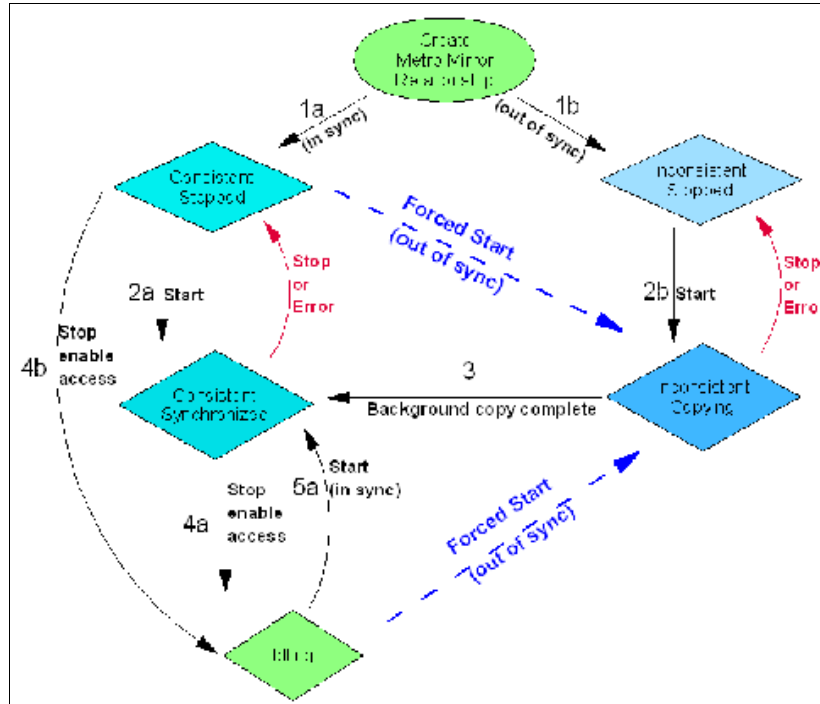 Create
Metro Mirror
Relationship
1a
(in sync)
1b
(out of sync)
Consistent
Stopped
Inconsistent
Stopped
Forced Start
(out of sync)
Stop
or
Error
2a Start
2b Start
Stop
or
Error
4b
Stop
enable
access
3
Background copy complete
Consistent
Synchronized
Inconsistent
Copying
5a
Start
(in sync)
4a
Stop
enable
access
Forced Start
(out of sync)
Idling